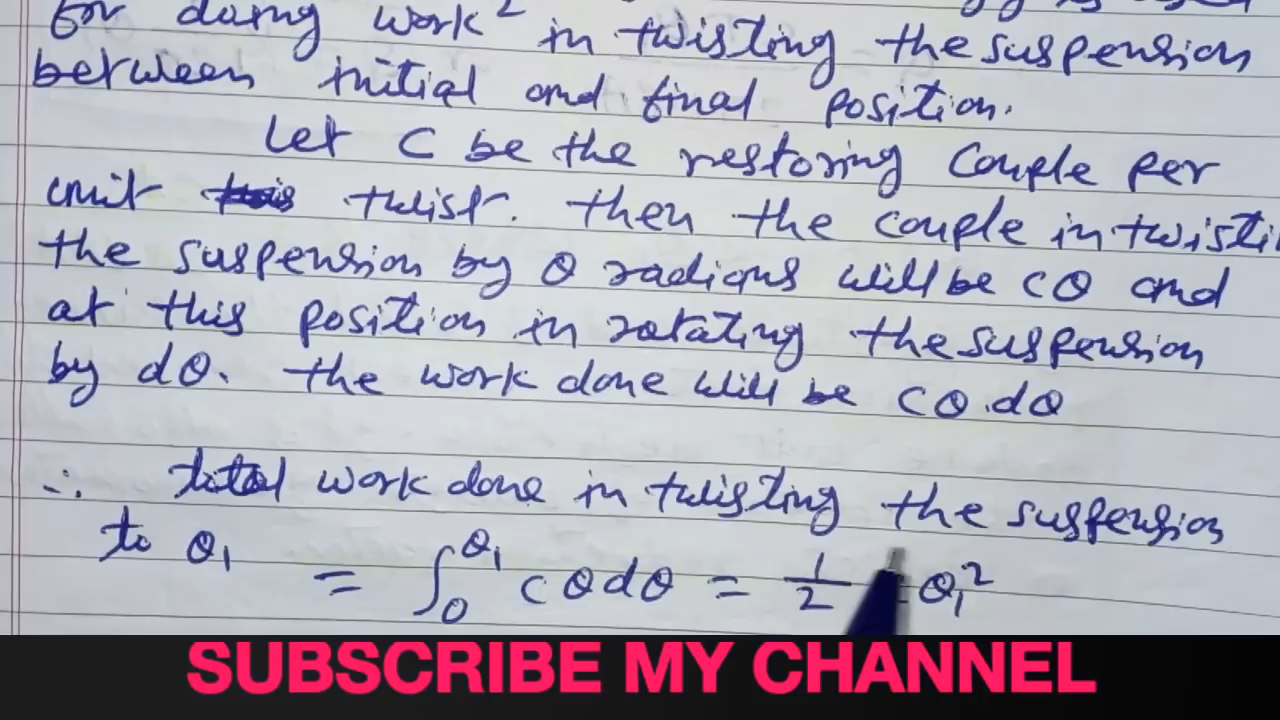 for doing work in twisting the suspension
between initial and final position.
Let C be the restoring Couple per
unit twist. then the couple in twisti
the suspension by θ radians will be cθ and
at this position in rotating the suspension
by dθ. the work done will be cθ.dθ
∴ total work done in twisting the suspension
to θ₁ = ∫₀^θ₁ cθdθ = 1/2 θ₁²
SUBSCRIBE MY CHANNEL